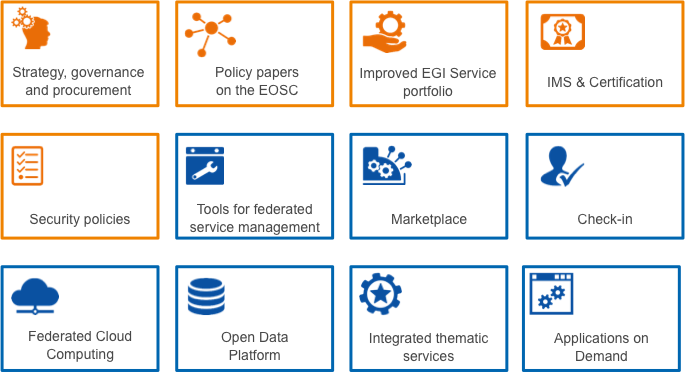 Strategy, governance
and procurement
Policy papers
on the EOSC
Improved EGI Service
portfolio
IMS & Certification
Security policies
Tools for federated
service management
Marketplace
Check-in
Federated Cloud
Computing
Open Data
Platform
Integrated thematic
services
Applications on
Demand